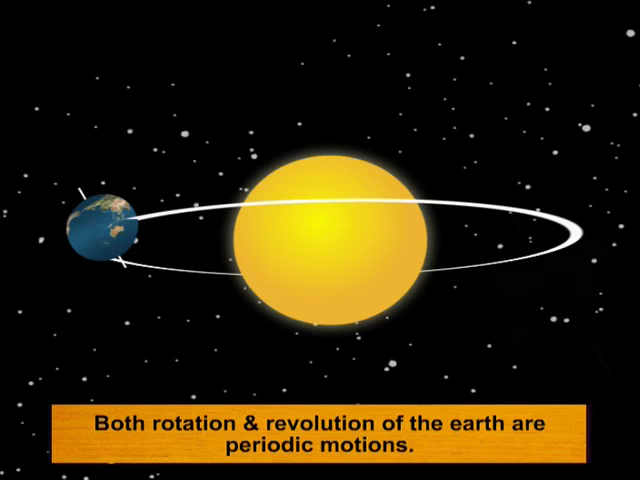 Both rotation & revolution of the earth are
periodic motions.